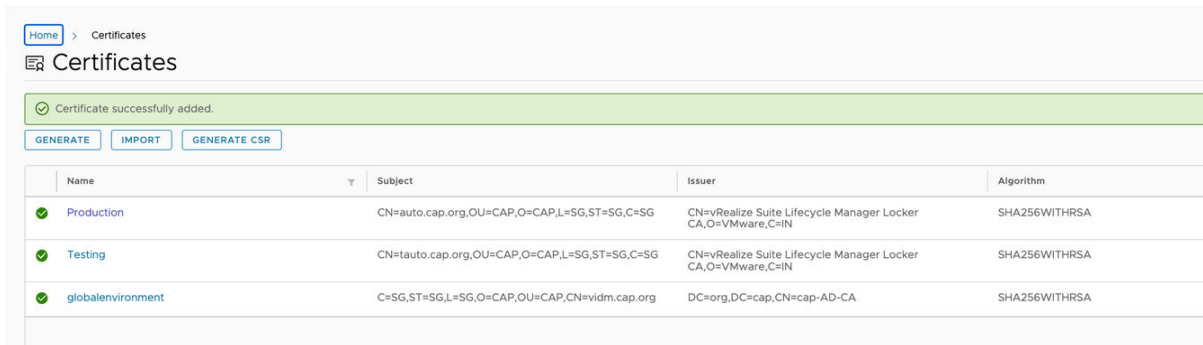 Home > Certificates
Certificates
Certificate successfully added.
GENERATE IMPORT GENERATE CSR
Name Subject Issuer Algorithm
Production CN=auto.cap.org,OU=CAP,O=CAP,L=SG,ST=SG,C=SG CN=vRealize Suite Lifecycle Manager Locker SHA256WITHRSA
CA,O=VMware,C=IN
Testing CN=tauto.cap.org,OU=CAP,O=CAP,L=SG,ST=SG,C=SG CN=vRealize Suite Lifecycle Manager Locker SHA256WITHRSA
CA,O=VMware,C=IN
globalenvironment C=SG,ST=SG,L=SG,O=CAP,OU=CAP,CN=vidm.cap.org DC=org,DC=cap,CN=cap-AD-CA SHA256WITHRSA